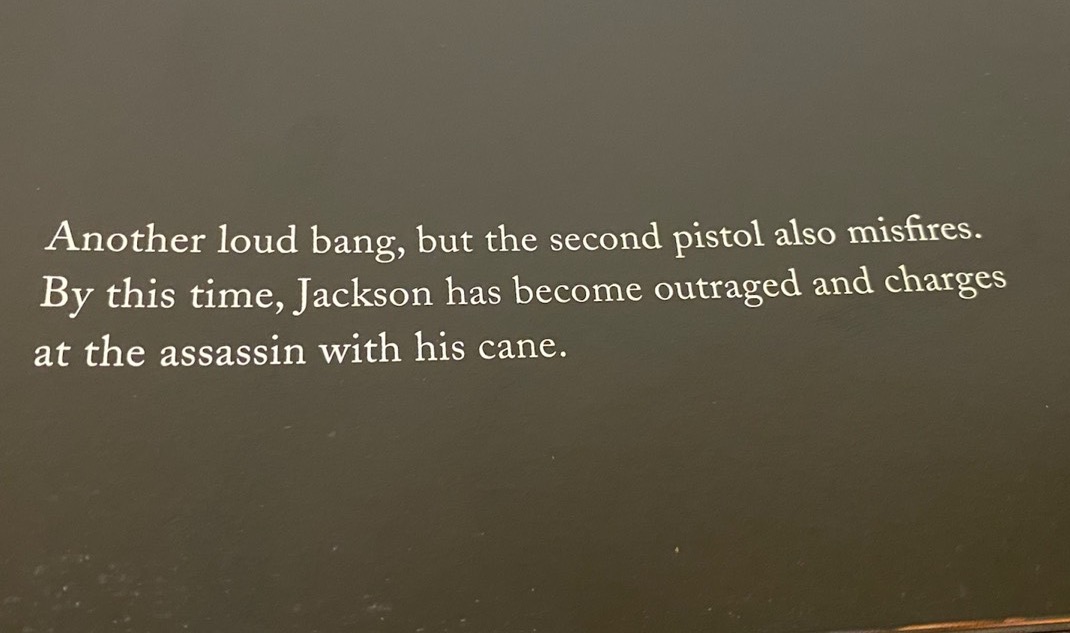 Another loud bang, but the second pistol also misfires.
By this time, Jackson has become outraged and charges
at the assassin with his cane.